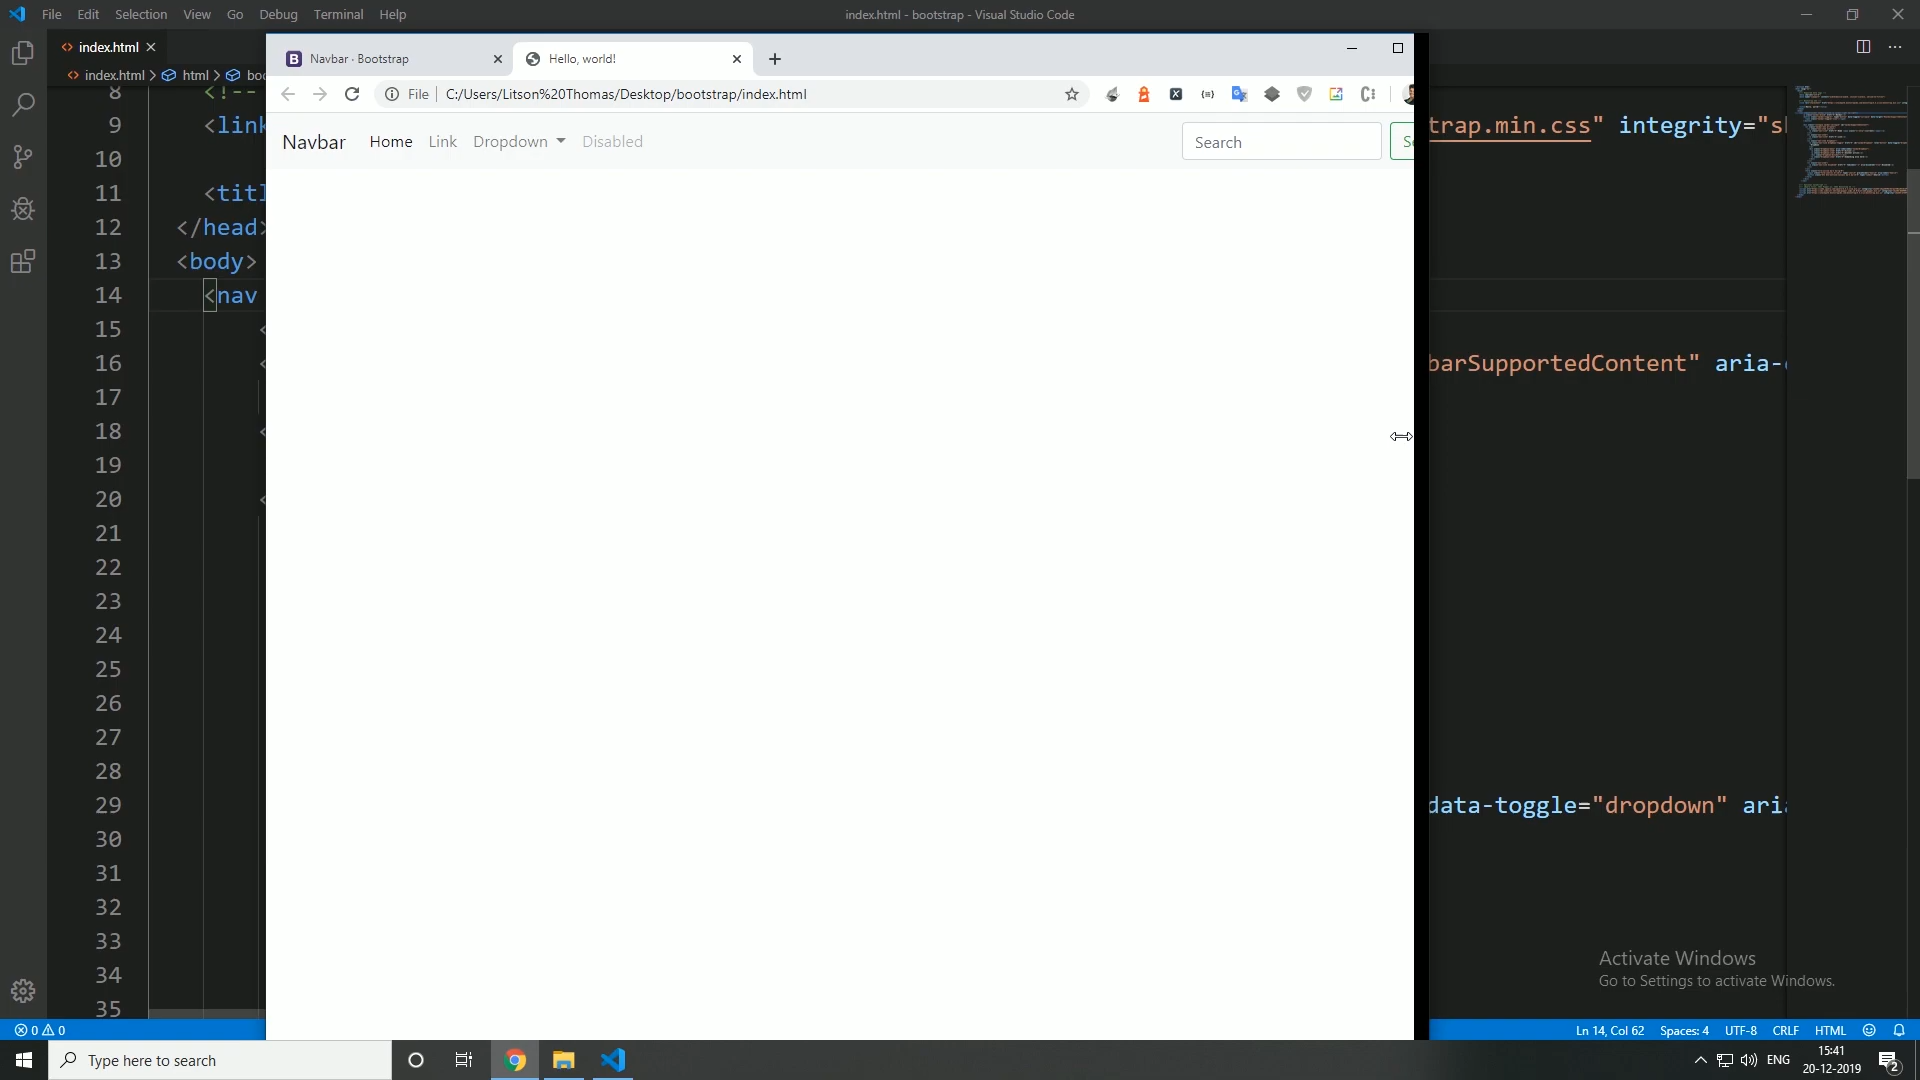 File Edit Selection View Go Debug Terminal Help
index.html - bootstrap - Visual Studio Code
index.html
index.html > html >
Navbar · Bootstrap
Hello, world!
File
C:/Users/Litson%20Thomas/Desktop/bootstrap/index.html
Navbar Home Link Dropdown Disabled
Search
8 <!--
9 <link
trap.min.css" integrity="
10
11 <titl
12 </head>
13 <body>
14 <nav
15 <
16 <
barSupportedContent" aria-
17
18 <
19
20 <
21
22
23
24
25
26
27
28
29
data-toggle="dropdown" aria
30
31
32
33
34
35
Activate Windows
Go to Settings to activate Windows.
0 0
Ln 14, Col 62 Spaces: 4 UTF-8 CRLF HTML
Type here to search
ENG
15:41
20-12-2019
2